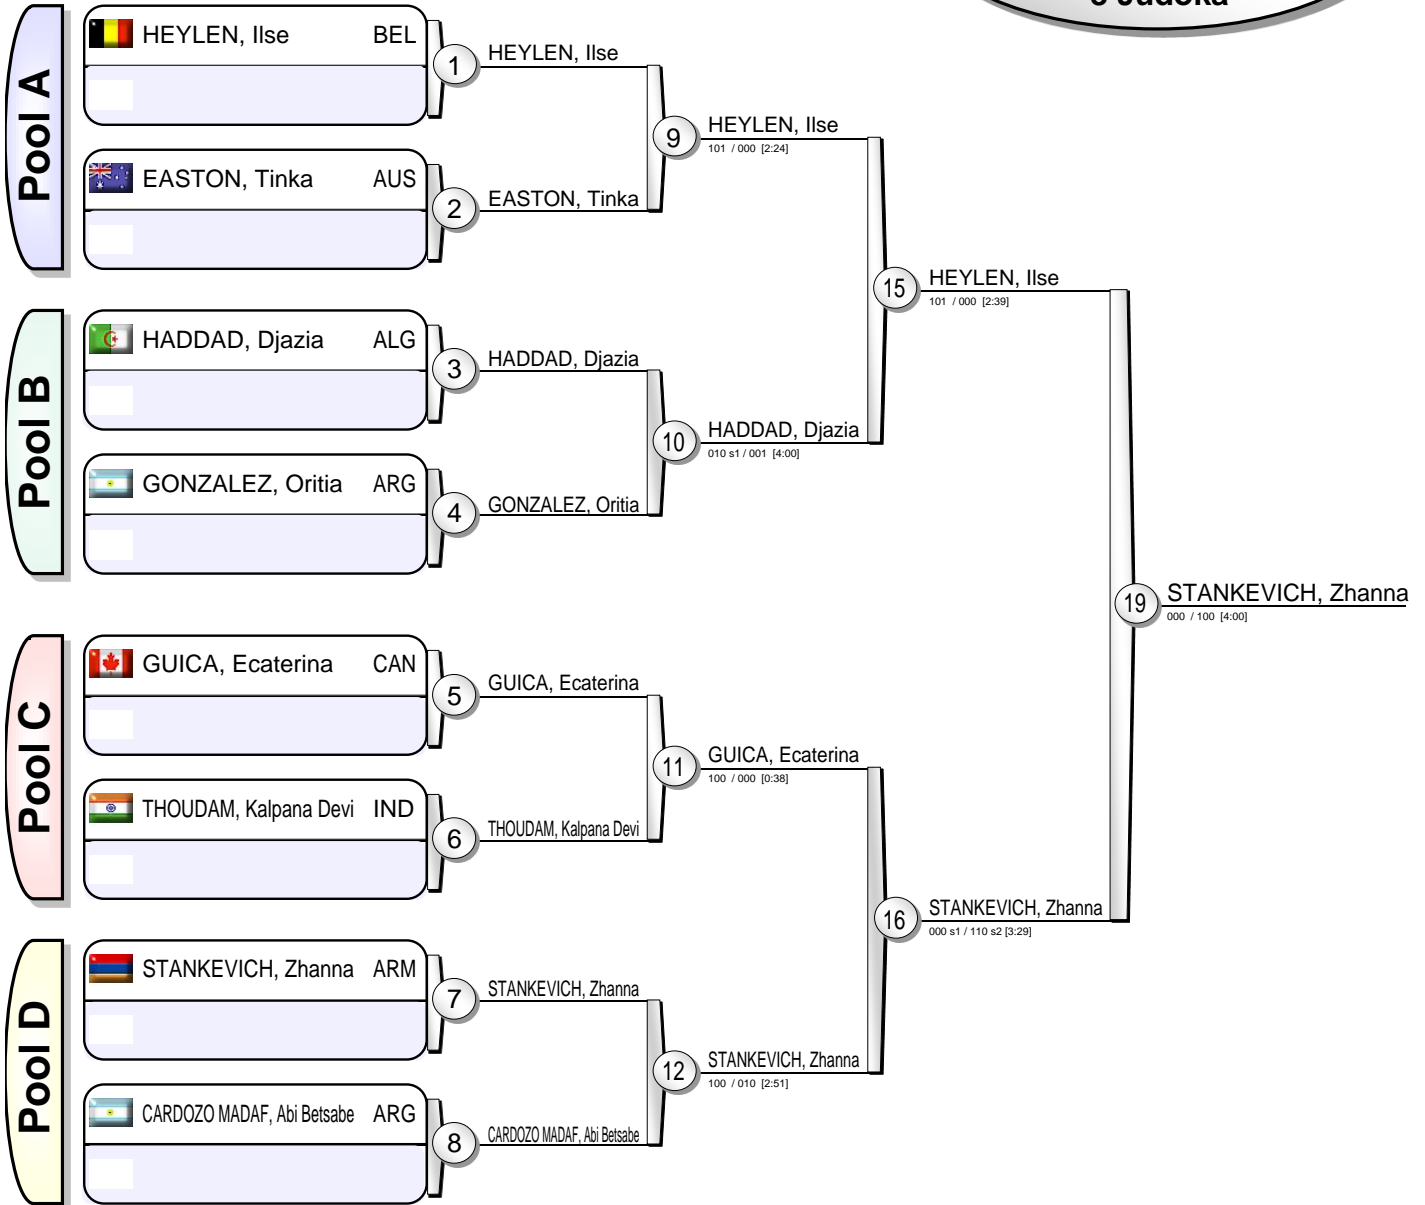 8 Judoka
Pool A
HEYLEN, Ilse BEL
1
HEYLEN, Ilse
EASTON, Tinka AUS
2
EASTON, Tinka
9
HEYLEN, Ilse
101 / 000 [2:24]
Pool B
HADDAD, Djazia ALG
3
HADDAD, Djazia
GONZALEZ, Oritia ARG
4
GONZALEZ, Oritia
10
HADDAD, Djazia
010 s1 / 001 [4:00]
15
HEYLEN, Ilse
101 / 000 [2:39]
Pool C
GUICA, Ecaterina CAN
5
GUICA, Ecaterina
THOUDAM, Kalpana Devi IND
6
THOUDAM, Kalpana Devi
11
GUICA, Ecaterina
100 / 000 [0:38]
Pool D
STANKEVICH, Zhanna ARM
7
STANKEVICH, Zhanna
CARDOZO MADAF, Abi Betsabe ARG
8
CARDOZO MADAF, Abi Betsabe
12
STANKEVICH, Zhanna
100 / 010 [2:51]
16
STANKEVICH, Zhanna
000 s1 / 110 s2 [3:29]
19
STANKEVICH, Zhanna
000 / 100 [4:00]